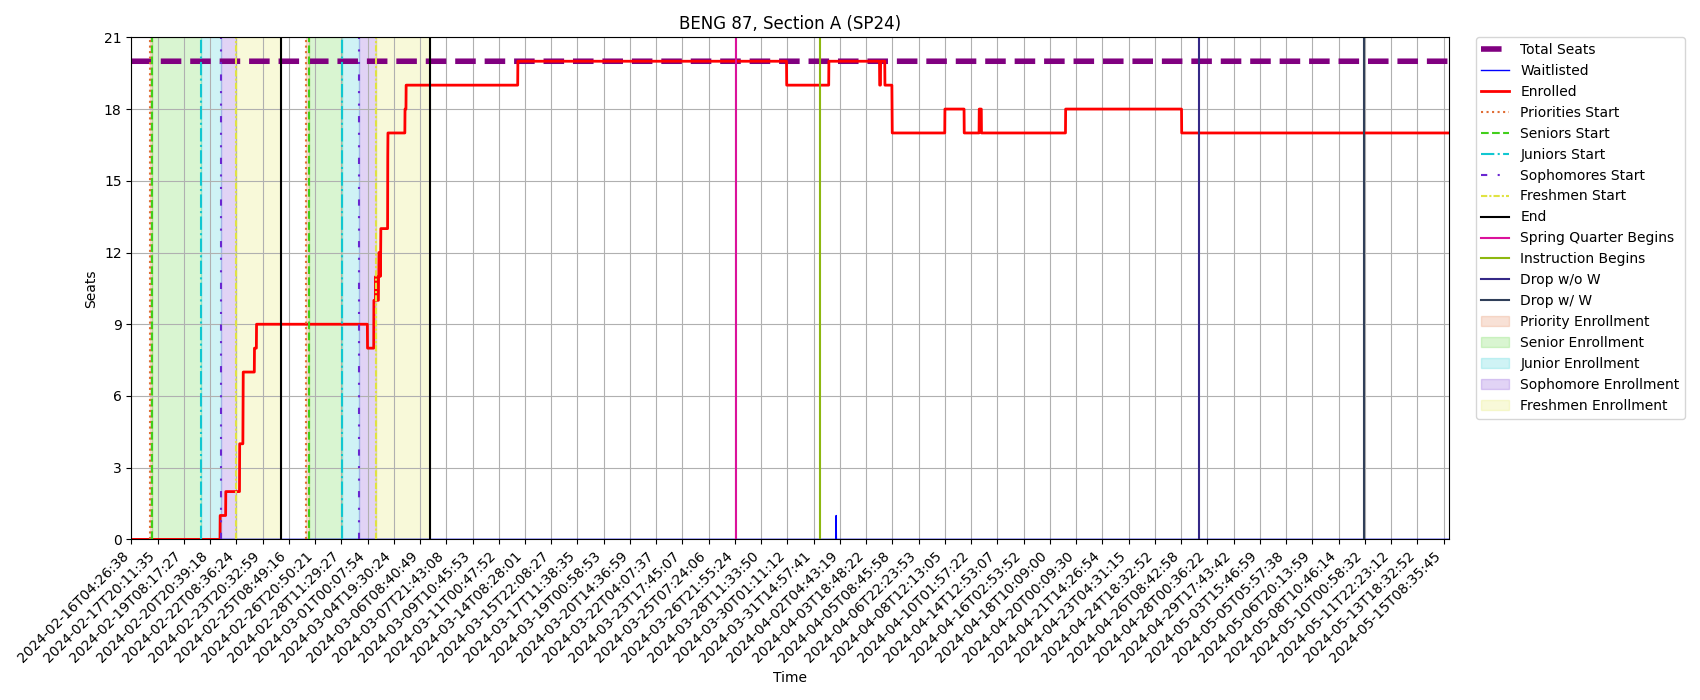 BENG 87, Section A (SP24)
21
18
15
12
9
6
3
0
Seats
2024-02-16T04:26:38
2024-02-17T20:11:35
2024-02-19T08:17:27
2024-02-20T20:39:18
2024-02-22T08:36:24
2024-02-23T20:32:59
2024-02-25T08:49:16
2024-02-26T20:50:21
2024-02-28T11:29:27
2024-03-01T00:07:54
2024-03-04T19:30:24
2024-03-06T08:40:49
2024-03-07T21:43:08
2024-03-09T10:45:53
2024-03-11T00:47:52
2024-03-14T08:28:01
2024-03-15T22:08:27
2024-03-17T11:38:35
2024-03-19T00:58:53
2024-03-20T14:36:59
2024-03-22T04:07:37
2024-03-23T17:45:07
2024-03-25T07:24:06
2024-03-26T21:55:24
2024-03-28T11:33:50
2024-03-30T01:11:12
2024-03-31T14:57:41
2024-04-02T04:43:19
2024-04-03T18:48:22
2024-04-05T08:45:58
2024-04-06T22:23:53
2024-04-08T12:13:05
2024-04-10T01:57:22
2024-04-14T12:53:07
2024-04-16T02:53:52
2024-04-18T10:09:00
2024-04-20T00:09:30
2024-04-21T14:26:54
2024-04-23T04:31:15
2024-04-24T18:32:52
2024-04-26T08:42:58
2024-04-28T00:36:22
2024-04-29T17:43:42
2024-05-03T15:46:59
2024-05-05T05:57:38
2024-05-06T20:13:59
2024-05-08T10:46:14
2024-05-10T00:58:32
2024-05-11T22:23:12
2024-05-13T18:32:52
2024-05-15T08:35:45
Time
Total Seats
Waitlisted
Enrolled
Priorities Start
Seniors Start
Juniors Start
Sophomores Start
Freshmen Start
End
Spring Quarter Begins
Instruction Begins
Drop w/o W
Drop w/ W
Priority Enrollment
Senior Enrollment
Junior Enrollment
Sophomore Enrollment
Freshmen Enrollment